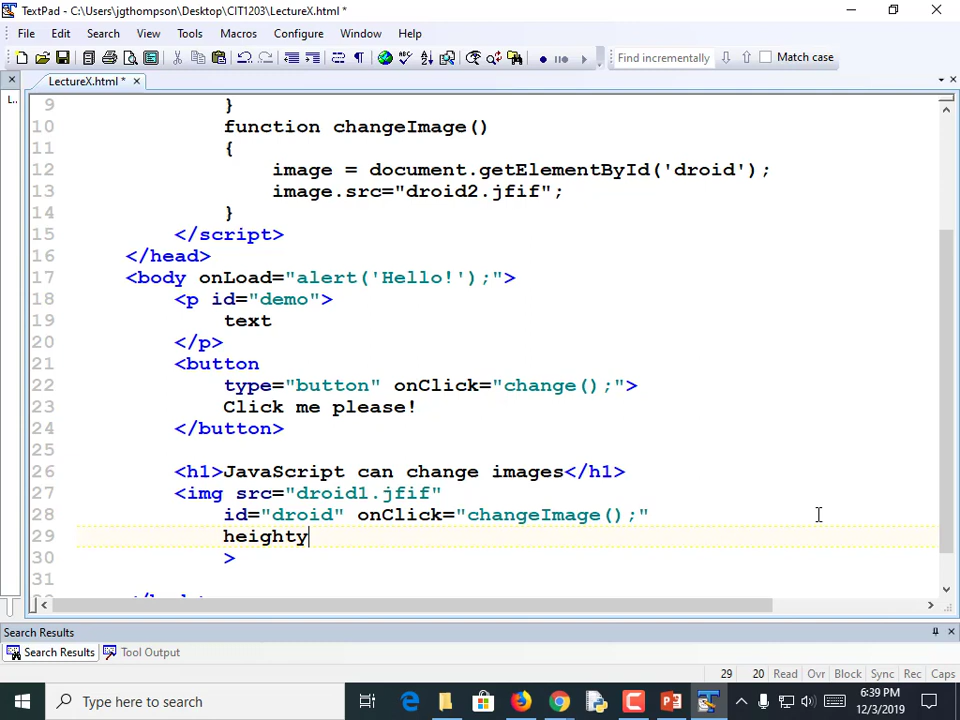 TextPad - C:\Users\jgthompson\Desktop\CIT1203\LectureX.html *
File Edit Search View Tools Macros Configure Window Help
Find incrementally Match case
LectureX.html *
L..
9 }
10 function changeImage()
11 {
12 image = document.getElementById('droid');
13 image.src="droid2.jfif";
14 }
15 </script>
16 </head>
17 <body onLoad="alert('Hello!');">
18 <p id="demo">
19 text
20 </p>
21 <button
22 type="button" onClick="change();">
23 Click me please!
24 </button>
25
26 <h1>JavaScript can change images</h1>
27 <img src="droid1.jfif"
28 id="droid" onClick="changeImage();"
29 heighty
30 >
31
Search Results
Search Results Tool Output
29 20 Read Ovr Block Sync Rec Caps
Type here to search
6:39 PM
12/3/2019